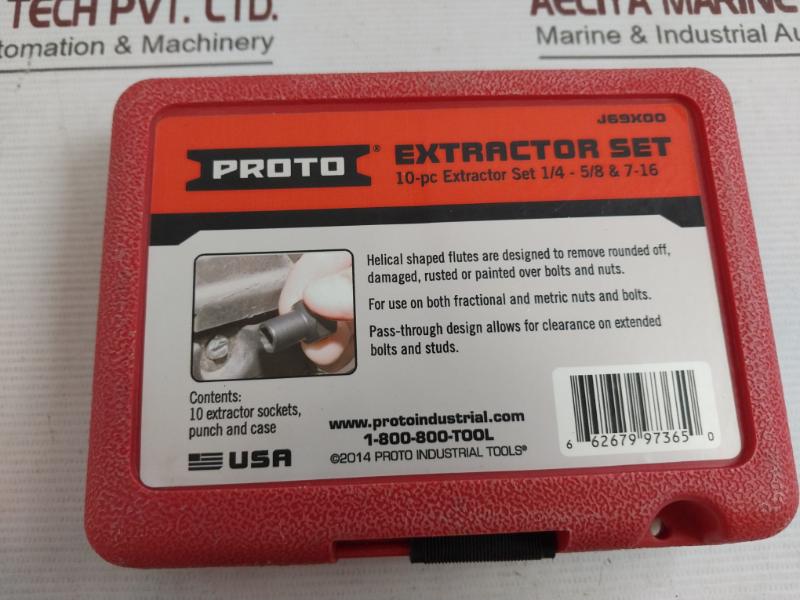 TECH PVT. LTD.
tomation & Machinery
AEGIYA MARINE
Marine & Industrial Au
J69X00
PROTO®
EXTRACTOR SET
10-pc Extractor Set 1/4 - 5/8 & 7-16
Helical shaped flutes are designed to remove rounded off,
damaged, rusted or painted over bolts and nuts.
For use on both fractional and metric nuts and bolts.
Pass-through design allows for clearance on extended
bolts and studs.
Contents:
10 extractor sockets,
punch and case
USA
www.protoindustrial.com
1-800-800-TOOL
©2014 PROTO INDUSTRIAL TOOLS®
6 62679 97365 0